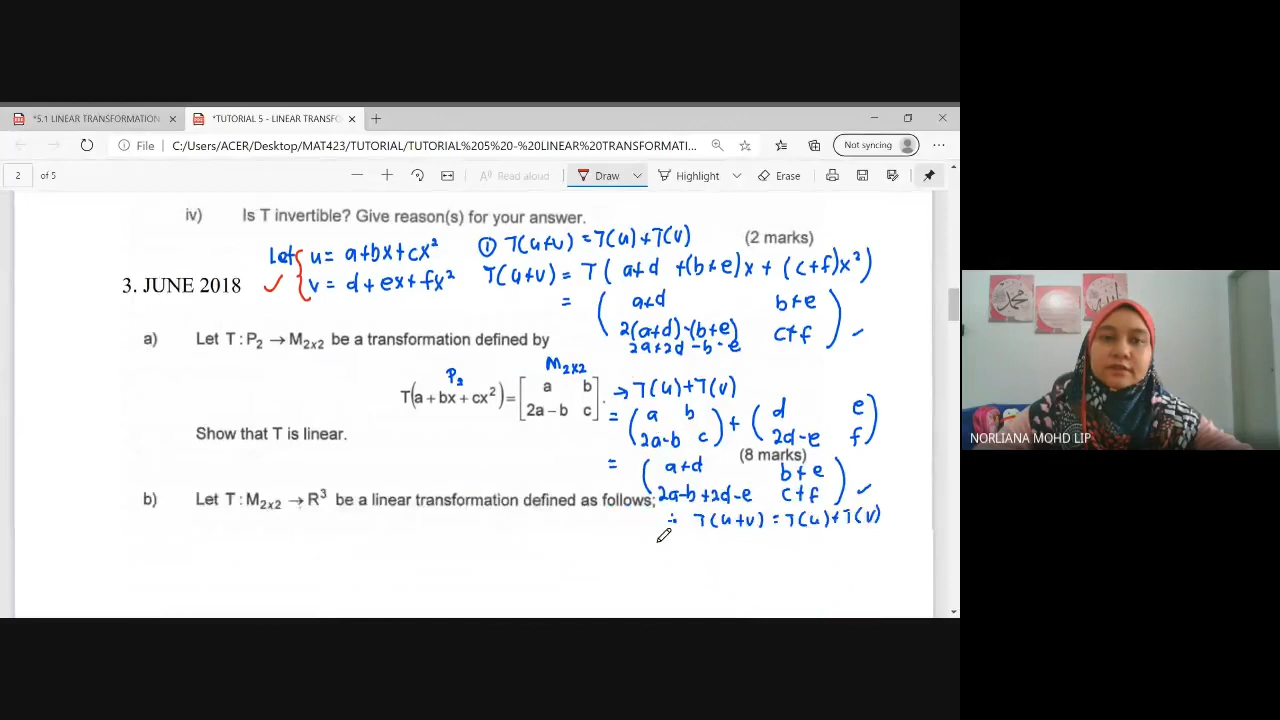 *5.1 LINEAR TRANSFORMATION
*TUTORIAL 5 - LINEAR TRANSFO
File
C:/Users/ACER/Desktop/MAT423/TUTORIAL/TUTORIAL%205%20-%20LINEAR%20TRANSFORMATI...
Not syncing
2 of 5
Read aloud
Draw
Highlight
Erase
iv) Is T invertible? Give reason(s) for your answer.
(2 marks)
Let u = a+bx+cx²
v = d+ex+fx²
① T(u+v) = T(u)+T(v)
T(u+v) = T( a+d +(b+e)x + (c+f)x² )
= ( a+d b+e
2(a+d)-(b+e) c+f ) ✓
2a+2d-b-e
3. JUNE 2018 ✓
a) Let T : P₂ → M₂ₓ₂ be a transformation defined by
P₂ M₂ₓ₂
T(a + bx + cx²) = [ a b
2a – b c ].
→ T(u)+T(v)
= ( a b
2a-b c ) + ( d e
2d-e f )
Show that T is linear.
(8 marks)
= ( a+d b+e
2a-b+2d-e c+f ) ✓
∴ T(u+v) = T(u)+T(v)
b) Let T : M₂ₓ₂ → R³ be a linear transformation defined as follows;
NORLIANA MOHD LIP